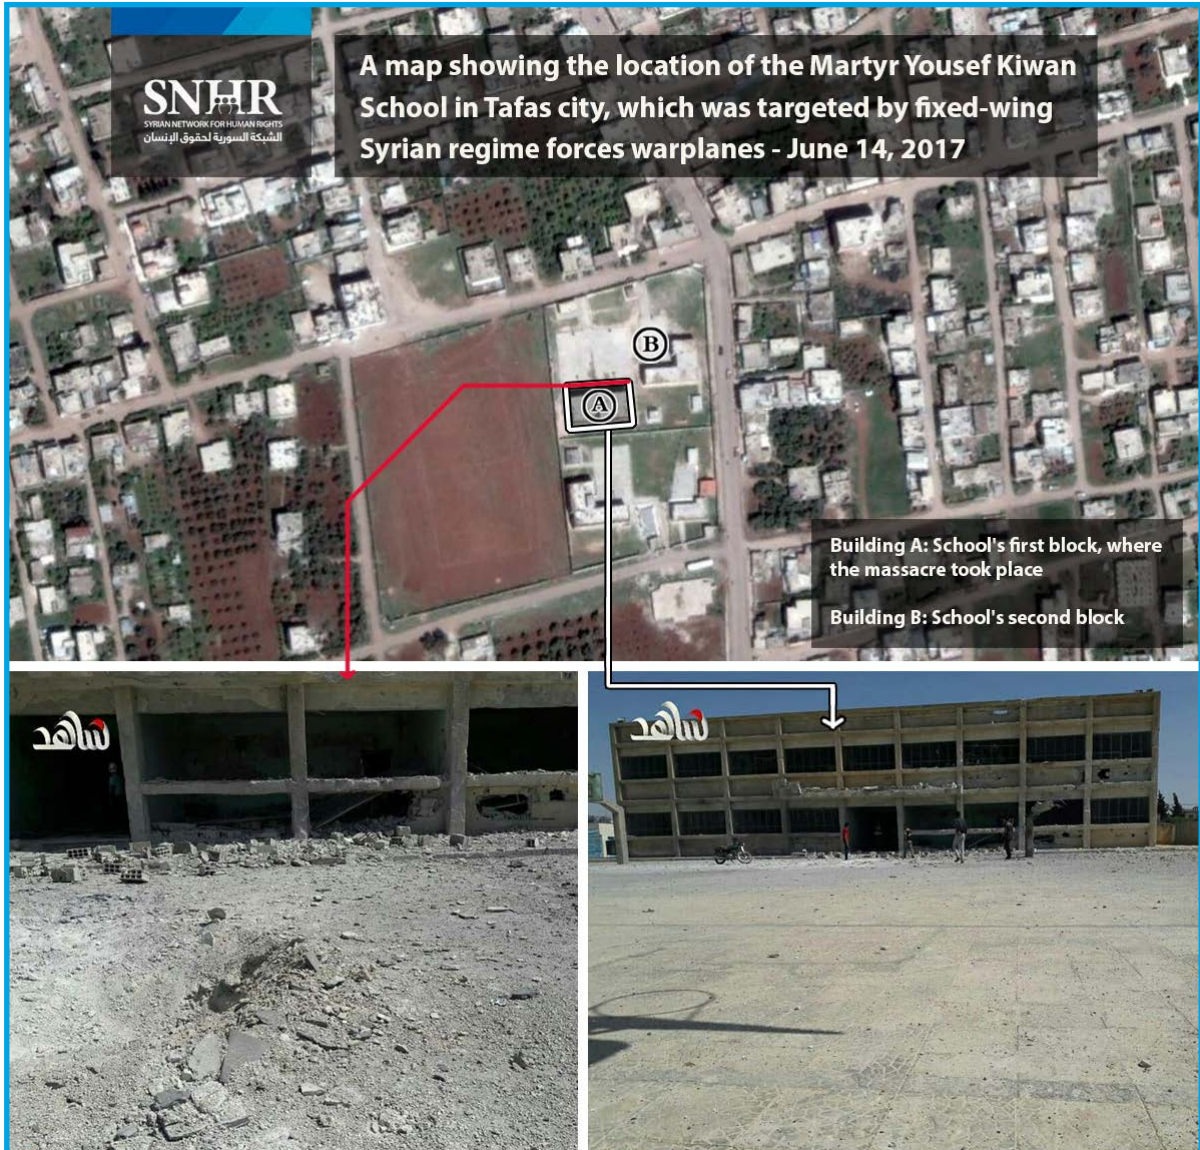 SNHR
SYRIAN NETWORK FOR HUMAN RIGHTS
الشبكة السورية لحقوق الإنسان
A map showing the location of the Martyr Yousef Kiwan
School in Tafas city, which was targeted by fixed-wing
Syrian regime forces warplanes - June 14, 2017
B
A
Building A: School's first block, where
the massacre took place
Building B: School's second block
شاهد
شاهد